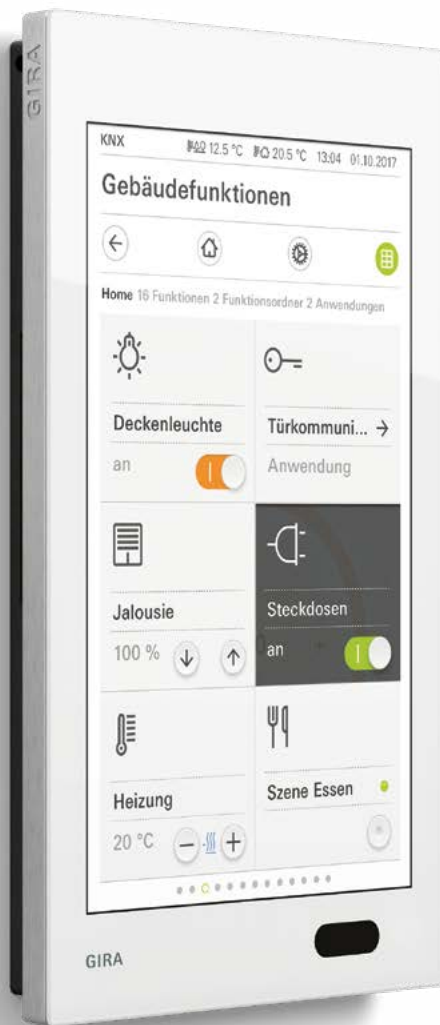 GIRA
KNX 12.5 °C 20.5 °C 13:04 01.10.2017
Gebäudefunktionen
Home 16 Funktionen 2 Funktionsordner 2 Anwendungen
Deckenleuchte
an
Türkommuni... →
Anwendung
Jalousie
100 %
Steckdosen
an
Heizung
20 °C
Szene Essen
GIRA